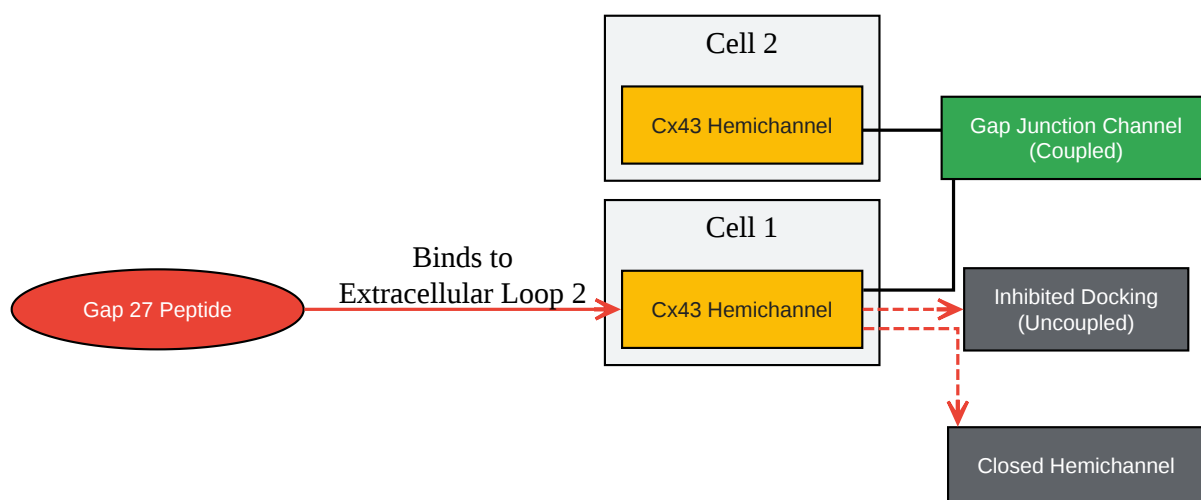 Cell 2
Cx43 Hemichannel
Gap Junction Channel
(Coupled)
Cell 1
Binds to
Extracellular Loop 2
Gap 27 Peptide
Cx43 Hemichannel
Inhibited Docking
(Uncoupled)
Closed Hemichannel